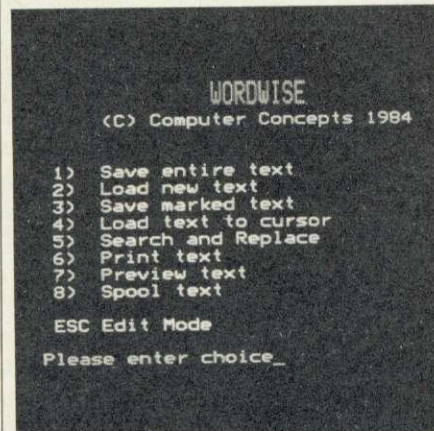 WORDWISE
(C) Computer Concepts 1984
1) Save entire text
2) Load new text
3) Save marked text
4) Load text to cursor
5) Search and Replace
6) Print text
7) Preview text
8) Spool text
ESC Edit Mode
Please enter choice_